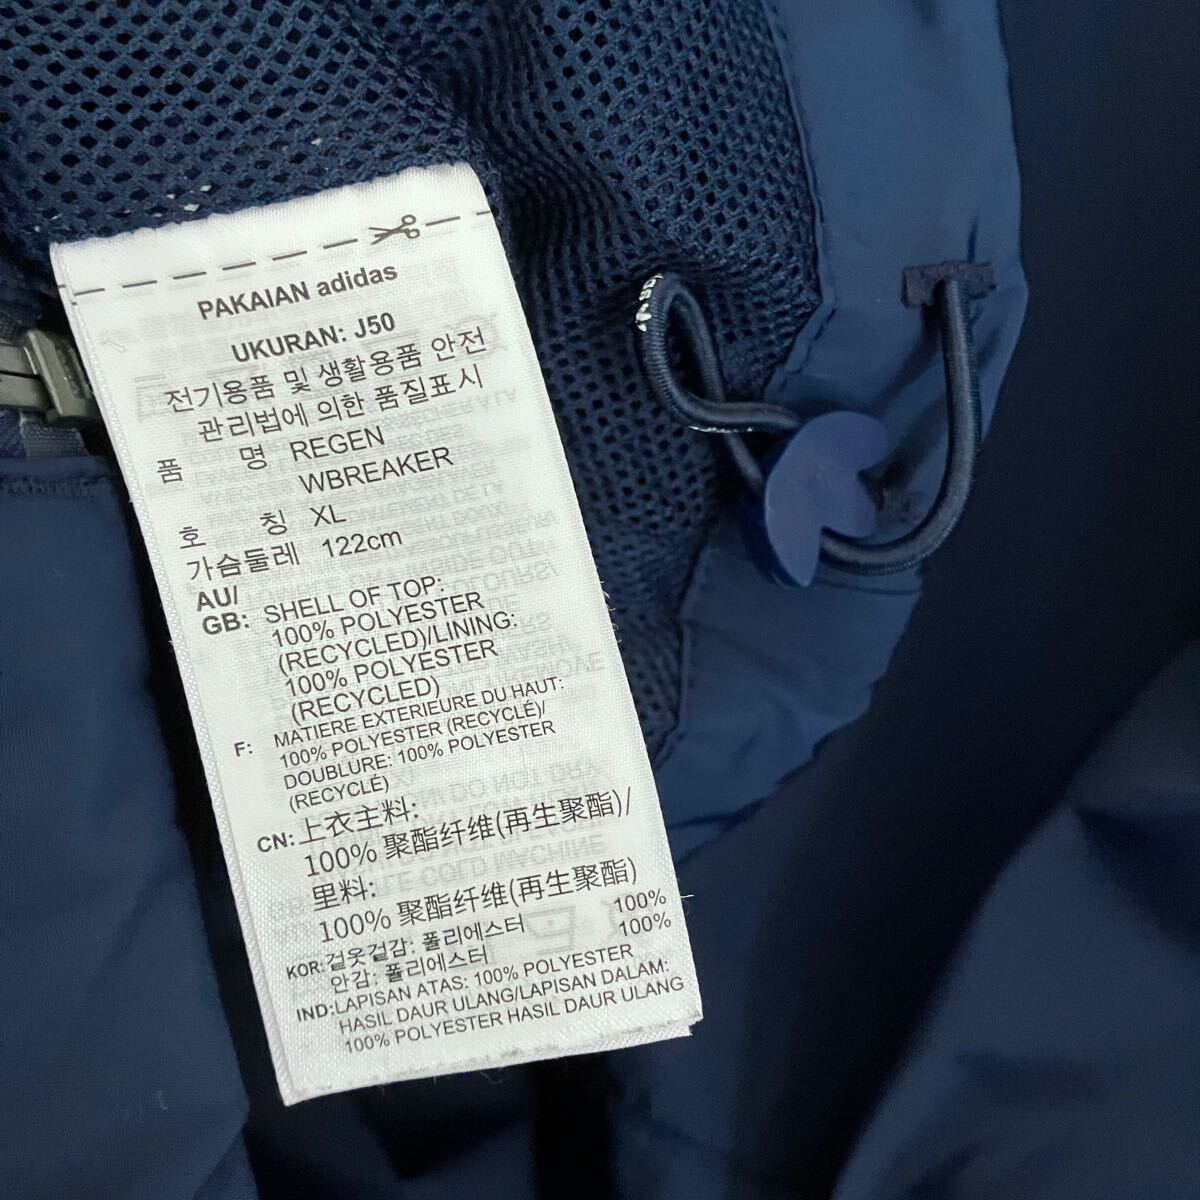 PAKAIAN adidas
UKURAN: J50
전기용품 및 생활용품 안전
관리법에 의한 품질표시
품 명 REGEN
WBREAKER
호 칭 XL
가슴둘레 122cm
AU/
GB: SHELL OF TOP:
100% POLYESTER
(RECYCLED)/LINING:
100% POLYESTER
(RECYCLED)
F: MATIERE EXTERIEURE DU HAUT:
100% POLYESTER (RECYCLÉ)/
DOUBLURE: 100% POLYESTER
(RECYCLÉ)
CN: 上衣主料:
100% 聚酯纤维(再生聚酯)/
里料:
100% 聚酯纤维(再生聚酯)
KOR: 겉옷겉감: 폴리에스터 100%
안감: 폴리에스터 100%
IND: LAPISAN ATAS: 100% POLYESTER
HASIL DAUR ULANG/LAPISAN DALAM:
100% POLYESTER HASIL DAUR ULANG